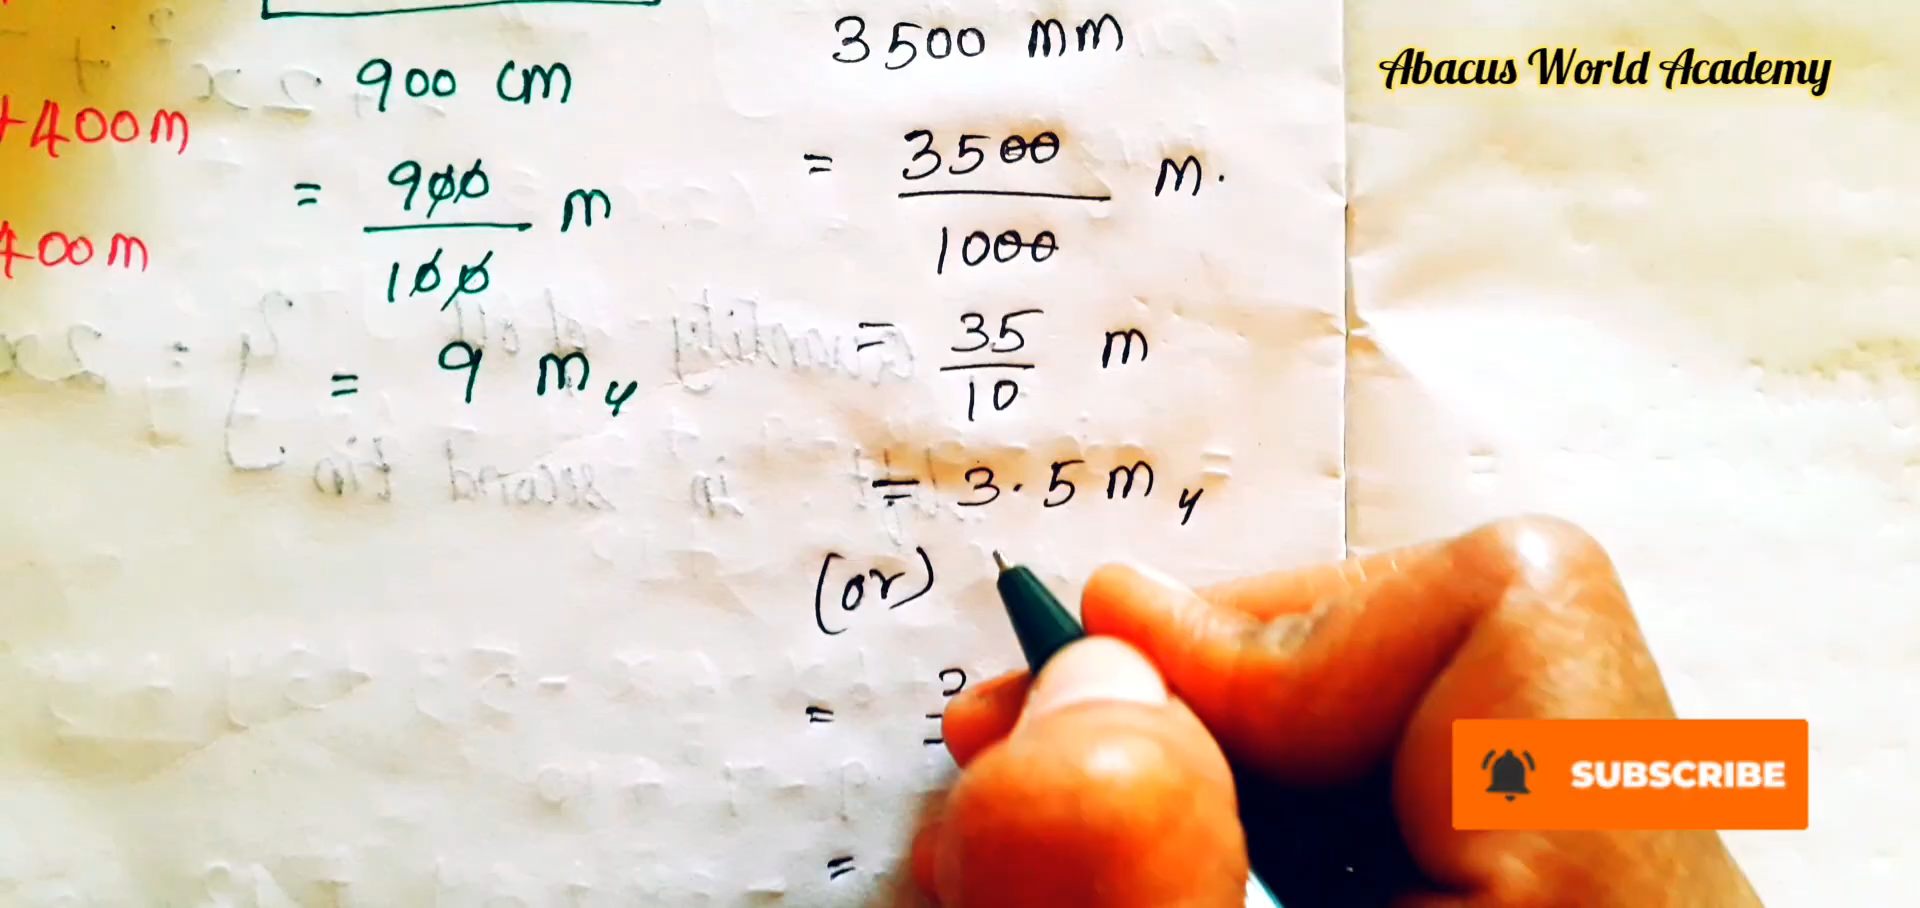 +400m
400m
900 cm
= 900/100 m
= 9 m
3500 mm
= 3500/1000 m.
= 35/10 m
= 3.5 m
(or)
=
=
Abacus World Academy
SUBSCRIBE